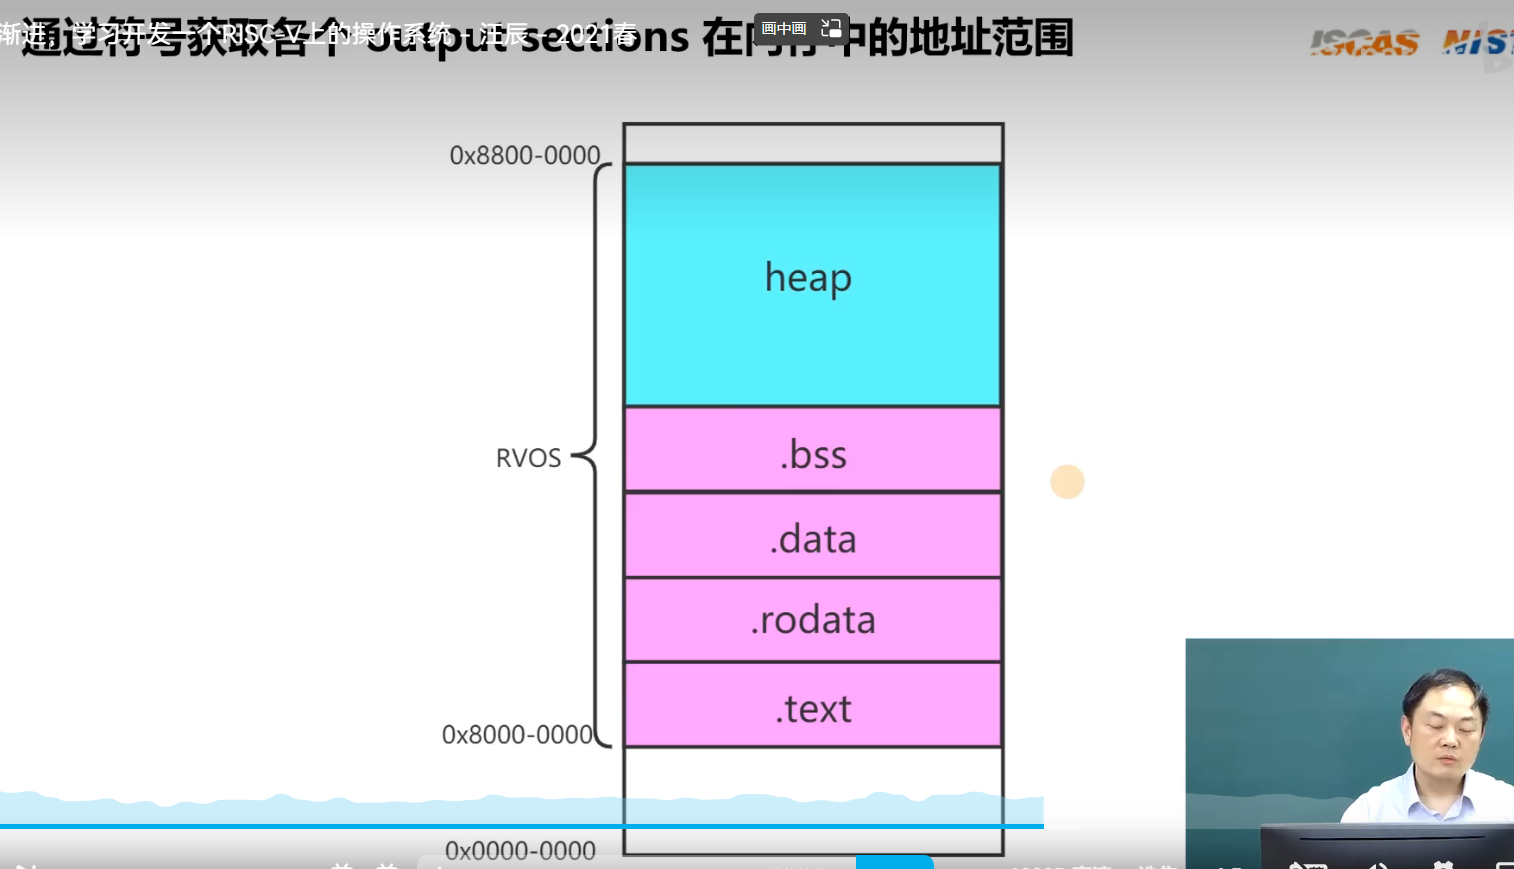 通过符号获取各个 output sections 在内存中的地址范围
渐进,学习开发一个RISC-V上的操作系统 - 汪辰 - 2021春
画中画
ISCAS
0x8800-0000
heap
RVOS
.bss
.data
.rodata
.text
0x8000-0000
0x0000-0000